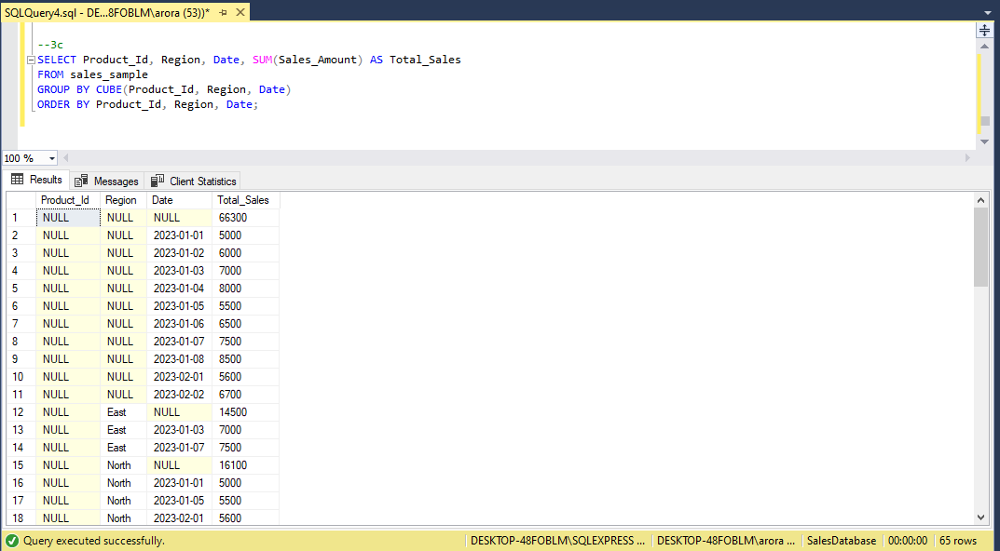 SQLQuery4.sql - DE...8FOBLM\arora (53))*
--3c
SELECT Product_Id, Region, Date, SUM(Sales_Amount) AS Total_Sales
FROM sales_sample
GROUP BY CUBE(Product_Id, Region, Date)
ORDER BY Product_Id, Region, Date;
100 %
Results Messages Client Statistics
Product_Id Region Date Total_Sales
1 NULL NULL NULL 66300
2 NULL NULL 2023-01-01 5000
3 NULL NULL 2023-01-02 6000
4 NULL NULL 2023-01-03 7000
5 NULL NULL 2023-01-04 8000
6 NULL NULL 2023-01-05 5500
7 NULL NULL 2023-01-06 6500
8 NULL NULL 2023-01-07 7500
9 NULL NULL 2023-01-08 8500
10 NULL NULL 2023-02-01 5600
11 NULL NULL 2023-02-02 6700
12 NULL East NULL 14500
13 NULL East 2023-01-03 7000
14 NULL East 2023-01-07 7500
15 NULL North NULL 16100
16 NULL North 2023-01-01 5000
17 NULL North 2023-01-05 5500
18 NULL North 2023-02-01 5600
Query executed successfully. DESKTOP-48FOBLM\SQLEXPRESS ... DESKTOP-48FOBLM\arora ... SalesDatabase 00:00:00 65 rows